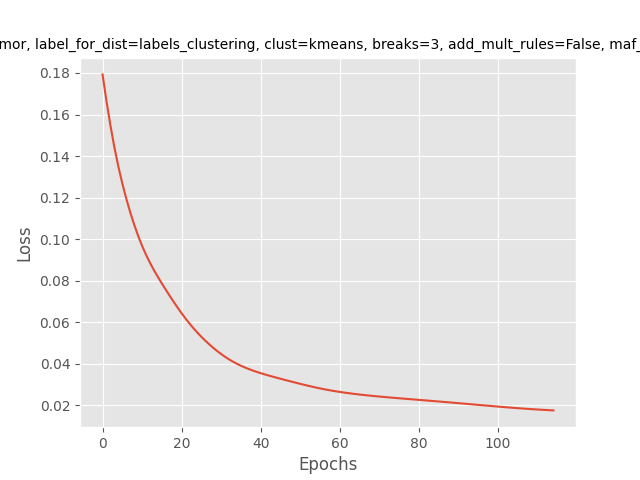 mor, label_for_dist=labels_clustering, clust=kmeans, breaks=3, add_mult_rules=False, maf_
0.18
0.16
0.14
0.12
0.10
0.08
0.06
0.04
0.02
Loss
0 20 40 60 80 100
Epochs